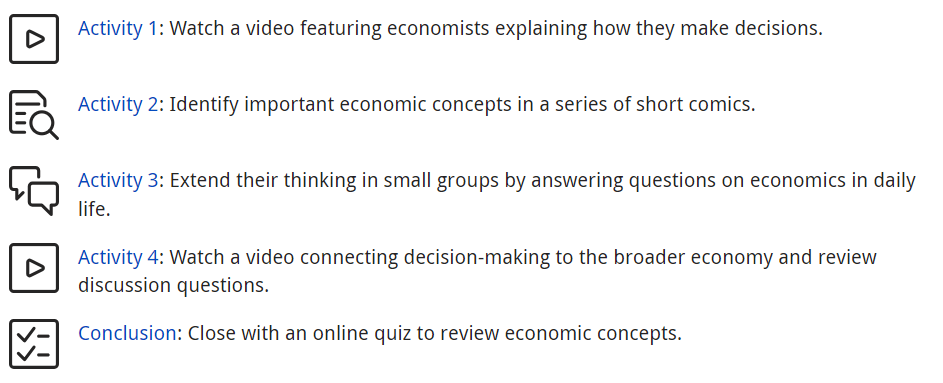 Activity 1: Watch a video featuring economists explaining how they make decisions.
Activity 2: Identify important economic concepts in a series of short comics.
Activity 3: Extend their thinking in small groups by answering questions on economics in daily
life.
Activity 4: Watch a video connecting decision-making to the broader economy and review
discussion questions.
Conclusion: Close with an online quiz to review economic concepts.